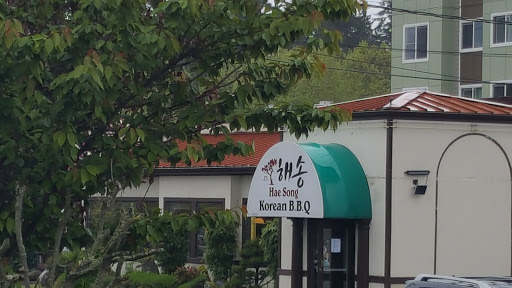 해송
Hae Song
Korean B.B.Q